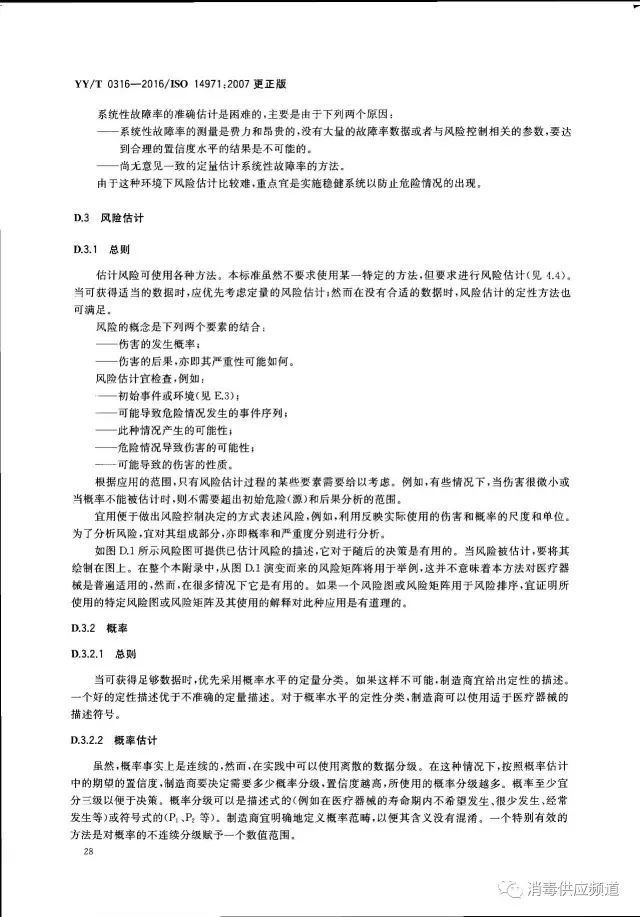 YY/T 0316—2016/ISO 14971:2007 更正版
系统性故障率的准确估计是困难的,主要是由于下列两个原因:
——系统性故障率的测量是费力和昂贵的,没有大量的故障率数据或者与风险控制相关的参数,要达
到合理的置信度水平的结果是不可能的。
——尚无意见一致的定量估计系统性故障率的方法。
由于这种环境下风险估计比较难,重点宜是实施稳健系统以防止危险情况的出现。
D.3 风险估计
D.3.1 总则
估计风险可使用各种方法。本标准虽然不要求使用某一特定的方法,但要求进行风险估计(见 4.4)。
当可获得适当的数据时,应优先考虑定量的风险估计;然而在没有合适的数据时,风险估计的定性方法也
可满足。
风险的概念是下列两个要素的结合:
——伤害的发生概率;
——伤害的后果,亦即其严重性可能如何。
风险估计宜检查,例如:
——初始事件或环境(见 E.3);
——可能导致危险情况发生的事件序列;
——此种情况产生的可能性;
——危险情况导致伤害的可能性;
——可能导致的伤害的性质。
根据应用的范围,只有风险估计过程的某些要素需要给以考虑。例如,有些情况下,当伤害很微小或
当概率不能被估计时,则不需要超出初始危险(源)和后果分析的范围。
宜用便于做出风险控制决定的方式表述风险,例如,利用反映实际使用的伤害和概率的尺度和单位。
为了分析风险,宜对其组成部分,亦即概率和严重度分别进行分析。
如图 D.1 所示风险图可提供已估计风险的描述,它对于随后的决策是有用的。当风险被估计,要将其
绘制在图上。在整个本附录中,从图 D.1 演变而来的风险矩阵将用于举例,这并不意味着本方法对医疗器
械是普遍适用的,然而,在很多情况下它是有用的。如果一个风险图或风险矩阵用于风险排序,宜证明所
使用的特定风险图或风险矩阵及其使用的解释对此种应用是有道理的。
D.3.2 概率
D.3.2.1 总则
当可获得足够数据时,优先采用概率水平的定量分类。如果这样不可能,制造商宜给出定性的描述。
一个好的定性描述优于不准确的定量描述。对于概率水平的定性分类,制造商可以使用适于医疗器械的
描述符号。
D.3.2.2 概率估计
虽然,概率事实上是连续的,然而,在实践中可以使用离散的数据分级。在这种情况下,按照概率估计
中的期望的置信度,制造商要决定需要多少概率分级,置信度越高,所使用的概率分级越多。概率至少宜
分三级以便于决策。概率分级可以是描述式的(例如在医疗器械的寿命期内不希望发生、很少发生、经常
发生等)或符号式的(P₁、P₂ 等)。制造商宜明确地定义概率范畴,以便其含义没有混淆。一个特别有效的
方法是对概率的不连续分级赋予一个数值范围。
28
消毒供应频道